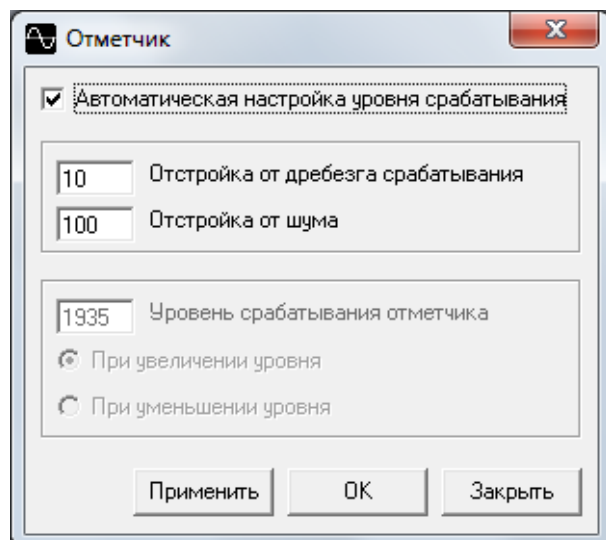 Отметчик
Автоматическая настройка уровня срабатывания
10 Отстройка от дребезга срабатывания
100 Отстройка от шума
1935 Уровень срабатывания отметчика
При увеличении уровня
При уменьшении уровня
Применить OK Закрыть